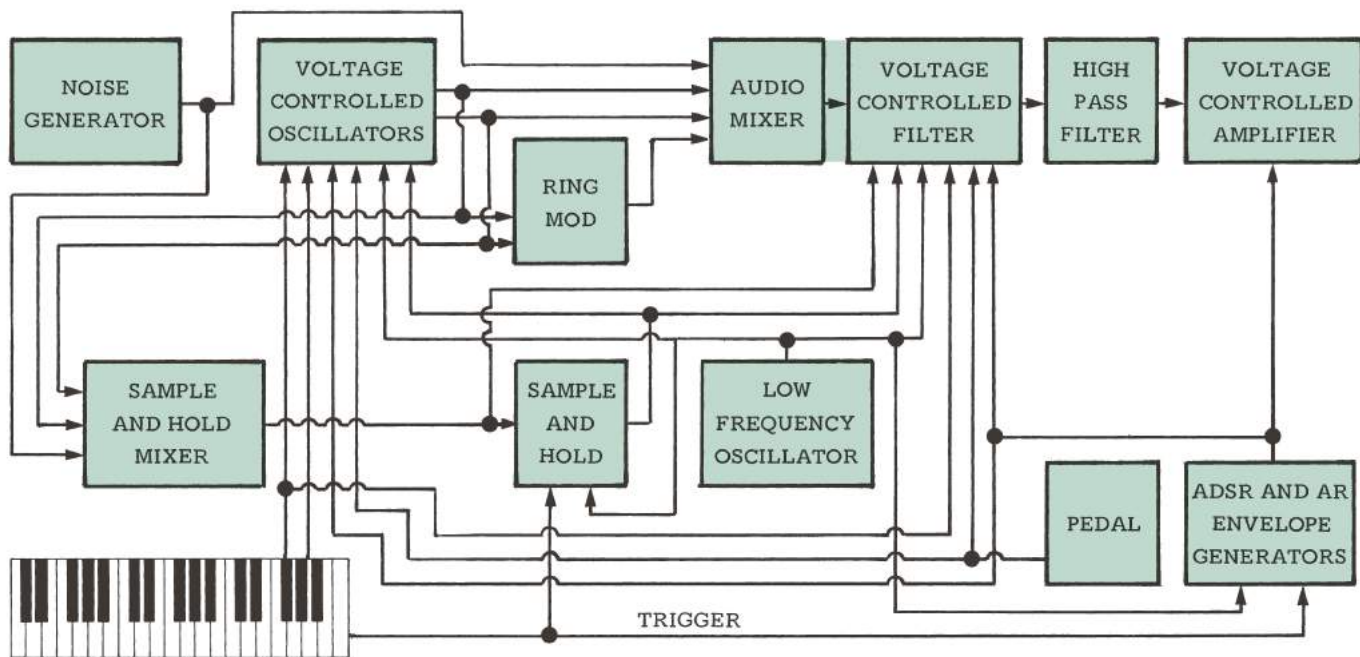 NOISE
GENERATOR
VOLTAGE
CONTROLLED
OSCILLATORS
AUDIO
MIXER
VOLTAGE
CONTROLLED
FILTER
HIGH
PASS
FILTER
VOLTAGE
CONTROLLED
AMPLIFIER
RING
MOD
SAMPLE
AND HOLD
MIXER
SAMPLE
AND
HOLD
LOW
FREQUENCY
OSCILLATOR
PEDAL
ADSR AND AR
ENVELOPE
GENERATORS
TRIGGER